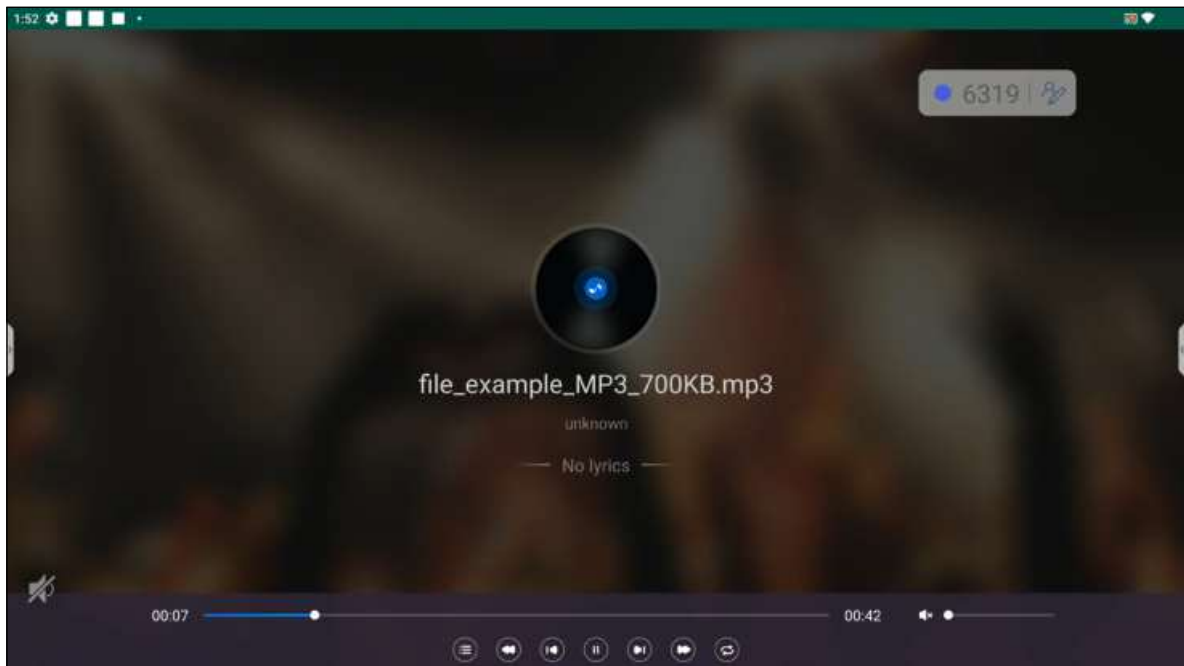 1:52
6319
file_example_MP3_700KB.mp3
unknown
No lyrics
00:07
00:42